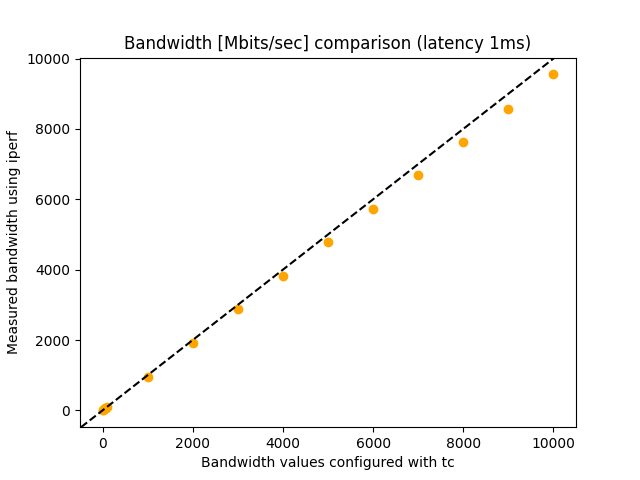 Bandwidth [Mbits/sec] comparison (latency 1ms)
10000
8000
6000
4000
2000
0
Measured bandwidth using iperf
0 2000 4000 6000 8000 10000
Bandwidth values configured with tc